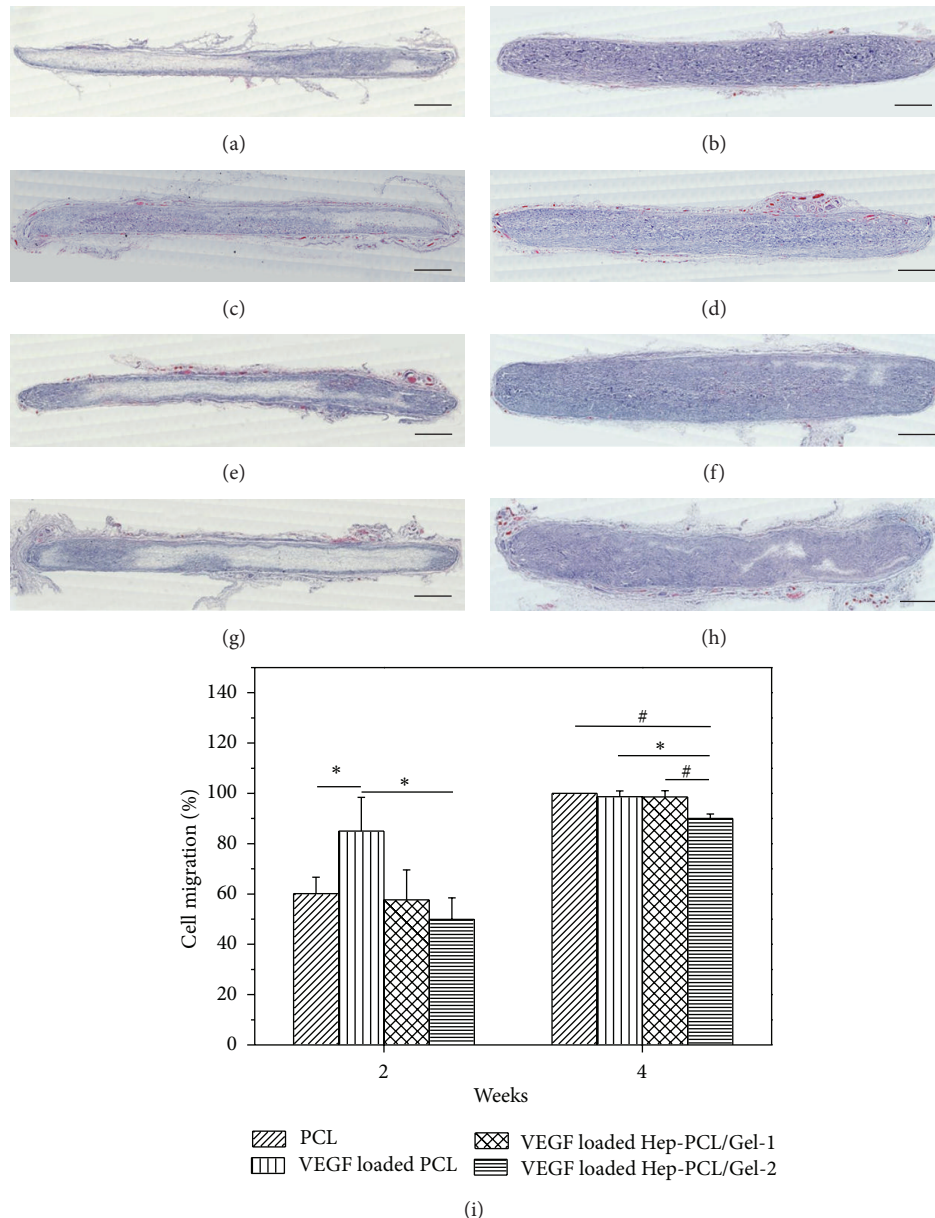 (a)
(b)
(c)
(d)
(e)
(f)
(g)
(h)
140
120
100
80
60
40
20
0
Cell migration (%)
*
*
#
*
#
2
4
Weeks
PCL
VEGF loaded PCL
VEGF loaded Hep-PCL/Gel-1
VEGF loaded Hep-PCL/Gel-2
(i)